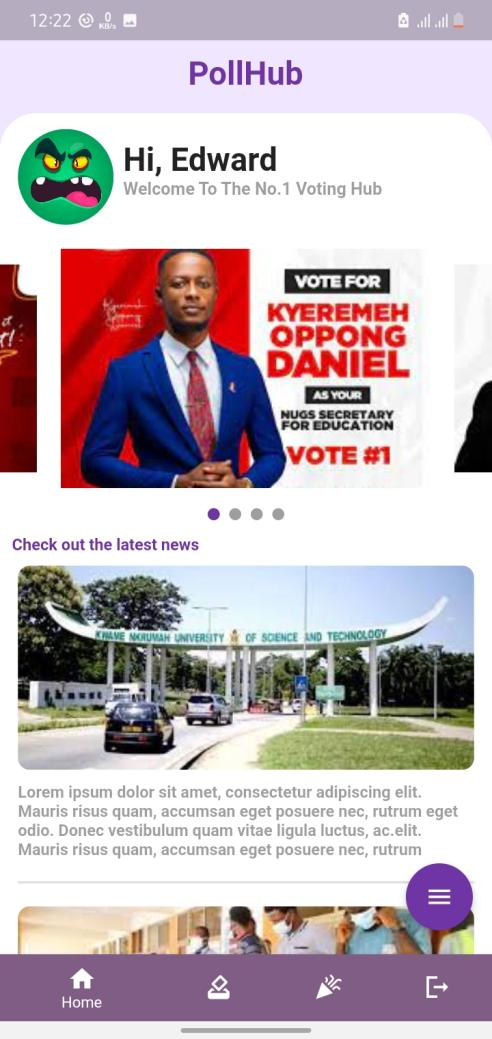 12:22
0
KB/s
PollHub
Hi, Edward
Welcome To The No.1 Voting Hub
VOTE FOR
KYEREMEH
OPPONG
DANIEL
AS YOUR
NUGS SECRETARY
FOR EDUCATION
VOTE #1
Check out the latest news
KWAME NKRUMAH UNIVERSITY OF SCIENCE AND TECHNOLOGY
Lorem ipsum dolor sit amet, consectetur adipiscing elit.
Mauris risus quam, accumsan eget posuere nec, rutrum eget
odio. Donec vestibulum quam vitae ligula luctus, ac.elit.
Mauris risus quam, accumsan eget posuere nec, rutrum
Home